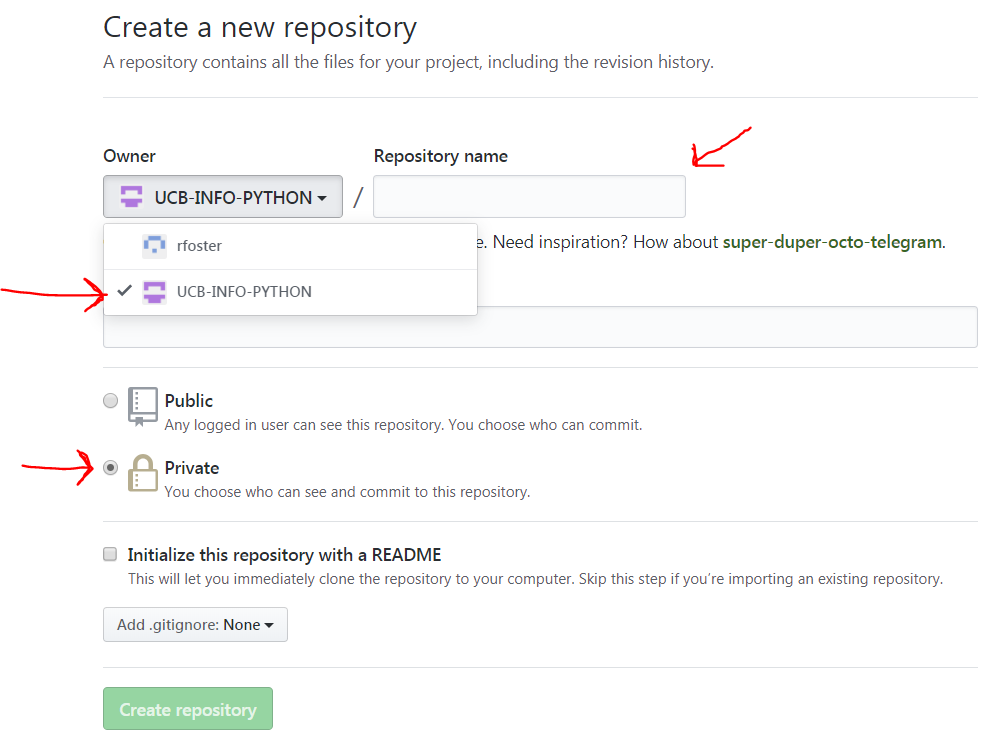 Create a new repository
A repository contains all the files for your project, including the revision history.
Owner
Repository name
UCB-INFO-PYTHON
/
rfoster
e. Need inspiration? How about super-duper-octo-telegram.
UCB-INFO-PYTHON
Public
Any logged in user can see this repository. You choose who can commit.
Private
You choose who can see and commit to this repository.
Initialize this repository with a README
This will let you immediately clone the repository to your computer. Skip this step if you’re importing an existing repository.
Add .gitignore: None
Create repository